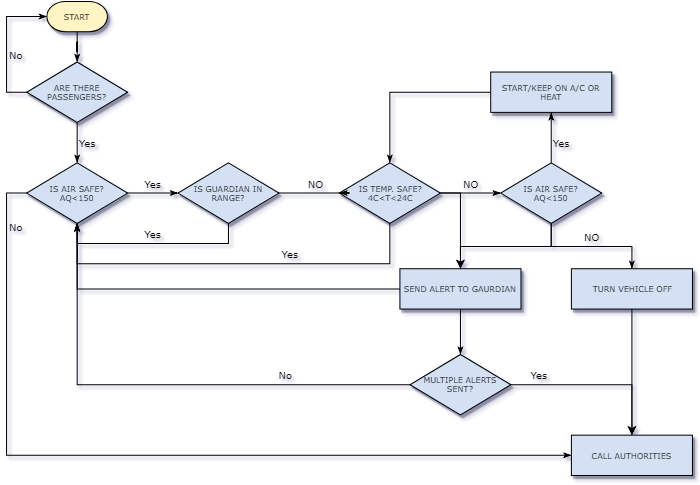 START
No
ARE THERE
PASSENGERS?
START/KEEP ON A/C OR
HEAT
Yes
Yes
IS AIR SAFE?
AQ<150
Yes
IS GUARDIAN IN
RANGE?
NO
IS TEMP. SAFE?
4C<T<24C
NO
IS AIR SAFE?
AQ<150
No
Yes
NO
Yes
SEND ALERT TO GAURDIAN
TURN VEHICLE OFF
No
MULTIPLE ALERTS
SENT?
Yes
CALL AUTHORITIES